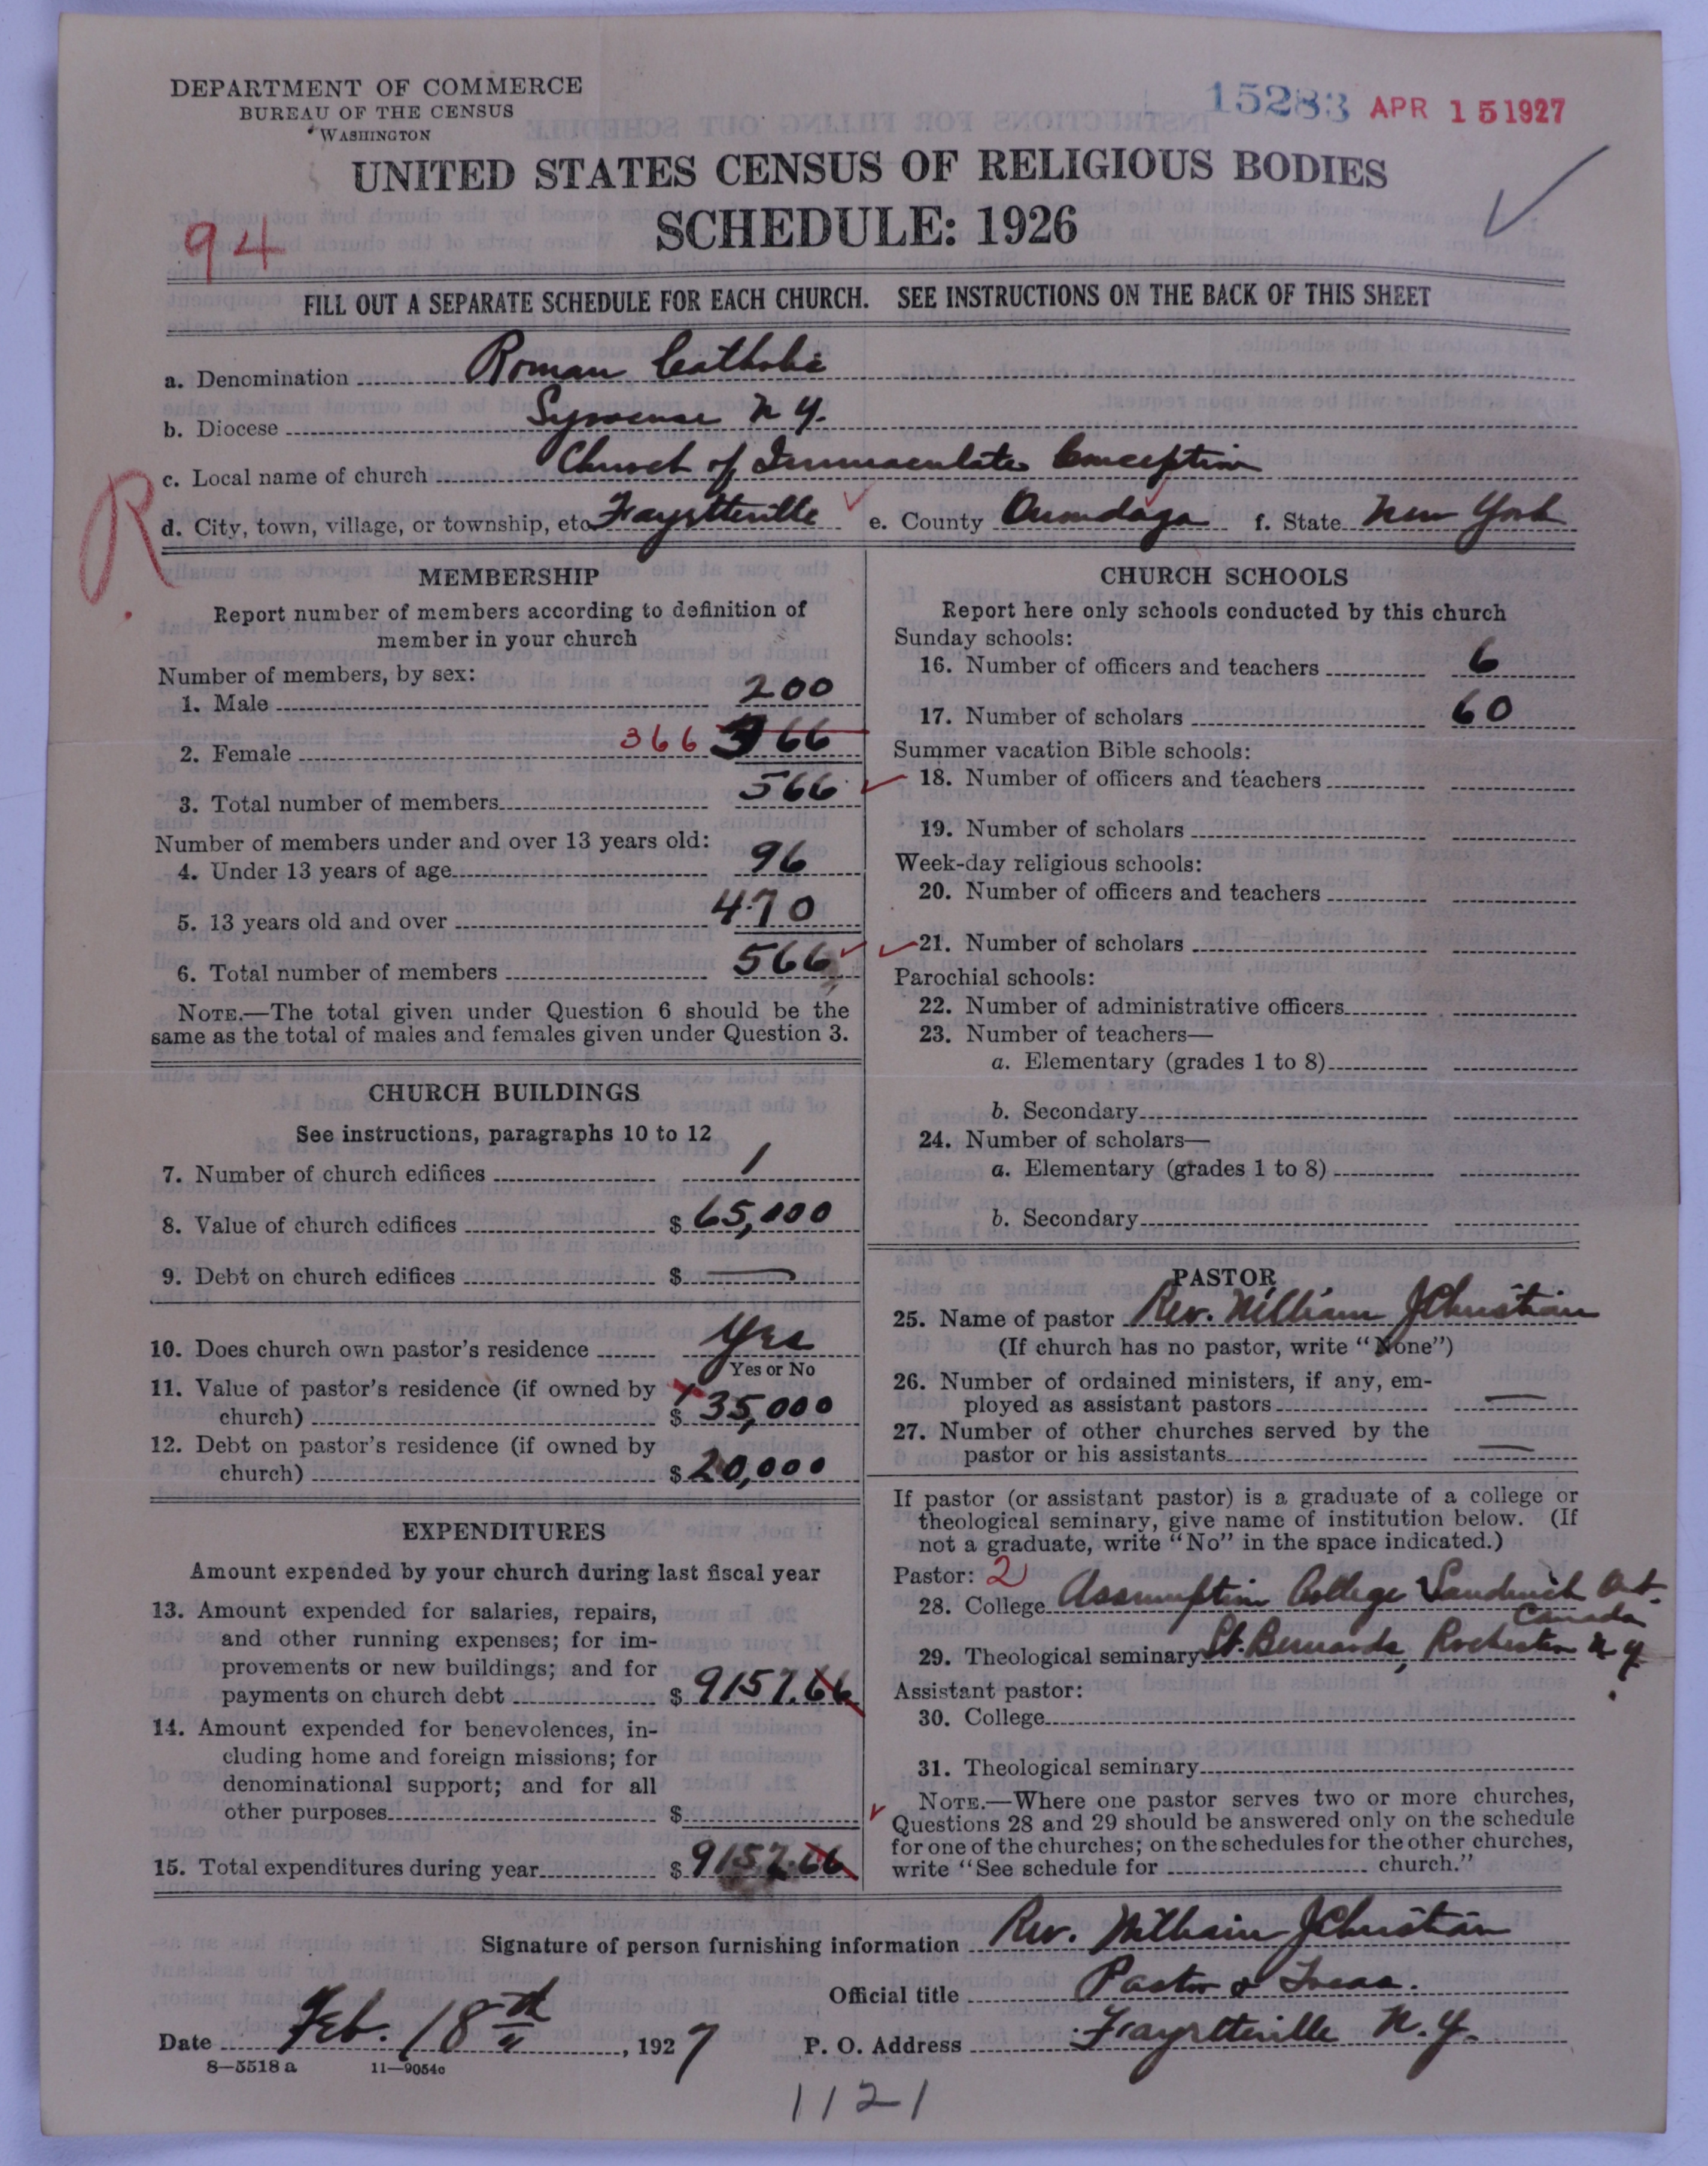 DEPARTMENT OF COMMERCE
BUREAU OF THE CENSUS
WASHINGTON
15283 APR 15 1927
UNITED STATES CENSUS OF RELIGIOUS BODIES
SCHEDULE: 1926
94
FILL OUT A SEPARATE SCHEDULE FOR EACH CHURCH. SEE INSTRUCTIONS ON THE BACK OF THIS SHEET
a. Denomination Roman Catholic
b. Diocese Syracuse N Y.
c. Local name of church Church of Immaculate Conception
R.
d. City, town, village, or township, etc. Fayetteville e. County Onondaga f. State New York
MEMBERSHIP
Report number of members according to definition of
member in your church
Number of members, by sex:
1. Male 200
2. Female 366 366
3. Total number of members 566
Number of members under and over 13 years old:
4. Under 13 years of age 96
5. 13 years old and over 470
6. Total number of members 566
NOTE.—The total given under Question 6 should be the
same as the total of males and females given under Question 3.
CHURCH BUILDINGS
See instructions, paragraphs 10 to 12
7. Number of church edifices 1
8. Value of church edifices $ 65,000
9. Debt on church edifices $ —
10. Does church own pastor's residence Yes
Yes or No
11. Value of pastor's residence (if owned by
church) $ 35,000
12. Debt on pastor's residence (if owned by
church) $ 20,000
EXPENDITURES
Amount expended by your church during last fiscal year
13. Amount expended for salaries, repairs,
and other running expenses; for im-
provements or new buildings; and for
payments on church debt $ 9157.66
14. Amount expended for benevolences, in-
cluding home and foreign missions; for
denominational support; and for all
other purposes $
15. Total expenditures during year $ 9157.66
CHURCH SCHOOLS
Report here only schools conducted by this church
Sunday schools:
16. Number of officers and teachers 6
17. Number of scholars 60
Summer vacation Bible schools:
18. Number of officers and teachers
19. Number of scholars
Week-day religious schools:
20. Number of officers and teachers
21. Number of scholars
Parochial schools:
22. Number of administrative officers
23. Number of teachers—
a. Elementary (grades 1 to 8)
b. Secondary
24. Number of scholars—
a. Elementary (grades 1 to 8)
b. Secondary
PASTOR
25. Name of pastor Rev. William J Christian
(If church has no pastor, write "None")
26. Number of ordained ministers, if any, em-
ployed as assistant pastors —
27. Number of other churches served by the
pastor or his assistants —
If pastor (or assistant pastor) is a graduate of a college or
theological seminary, give name of institution below. (If
not a graduate, write "No" in the space indicated.)
Pastor: 2
28. College Assumption College Sandwich Ont.
Canada
29. Theological seminary St. Bernards, Rochester N Y.
Assistant pastor:
30. College
31. Theological seminary
NOTE.—Where one pastor serves two or more churches,
Questions 28 and 29 should be answered only on the schedule
for one of the churches; on the schedules for the other churches,
write "See schedule for church."
Signature of person furnishing information Rev. William J Christian
Official title Pastor & Treas.
Date Feb. 18th, 1927 P. O. Address Fayetteville N.Y.
8—5518 a 11—9054c
1121